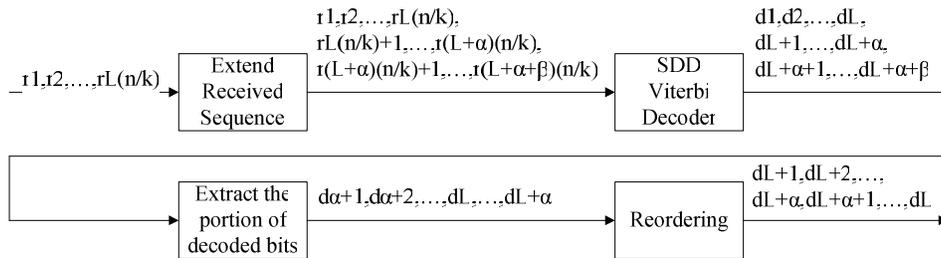 r1,r2,…,rL(n/k)
Extend
Received
Sequence
r1,r2,…,rL(n/k),
rL(n/k)+1,…,r(L+α)(n/k),
r(L+α)(n/k)+1,…,r(L+α+β)(n/k)
SDD
Viterbi
Decoder
d1,d2,…,dL,
dL+1,…,dL+α,
dL+α+1,…,dL+α+β
Extract the
portion of
decoded bits
dα+1,dα+2,…,dL,…,dL+α
Reordering
dL+1,dL+2,…,
dL+α,dL+α+1,…,dL